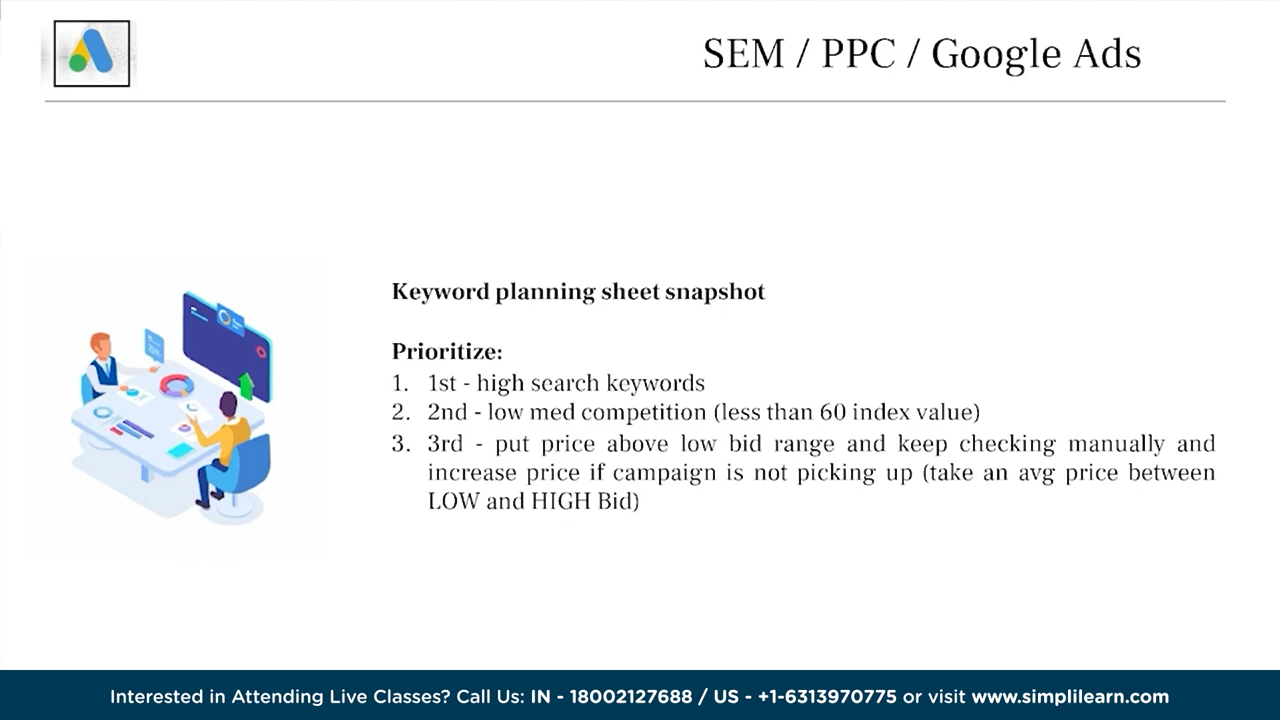 SEM / PPC / Google Ads
Keyword planning sheet snapshot
Prioritize:
1. 1st - high search keywords
2. 2nd - low med competition (less than 60 index value)
3. 3rd - put price above low bid range and keep checking manually and
increase price if campaign is not picking up (take an avg price between
LOW and HIGH Bid)
Interested in Attending Live Classes? Call Us: IN - 18002127688 / US - +1-6313970775 or visit www.simplilearn.com